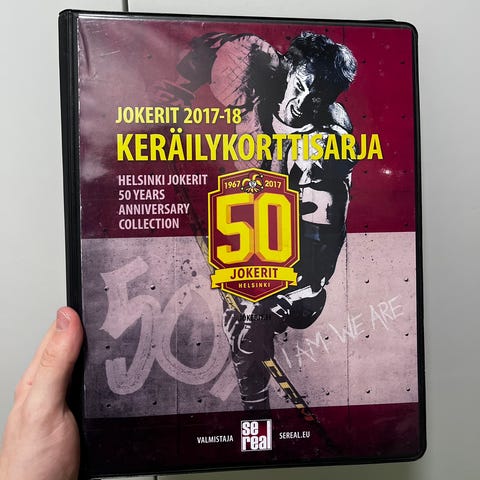 JOKERIT 2017-18
KERÄILYKORTTISARJA
HELSINKI JOKERIT
50 YEARS
ANNIVERSARY
COLLECTION
1967 2017
50
JOKERIT
HELSINKI
JOKERIT
50
I AM WE ARE
VALMISTAJA
se
real
SEREAL.EU